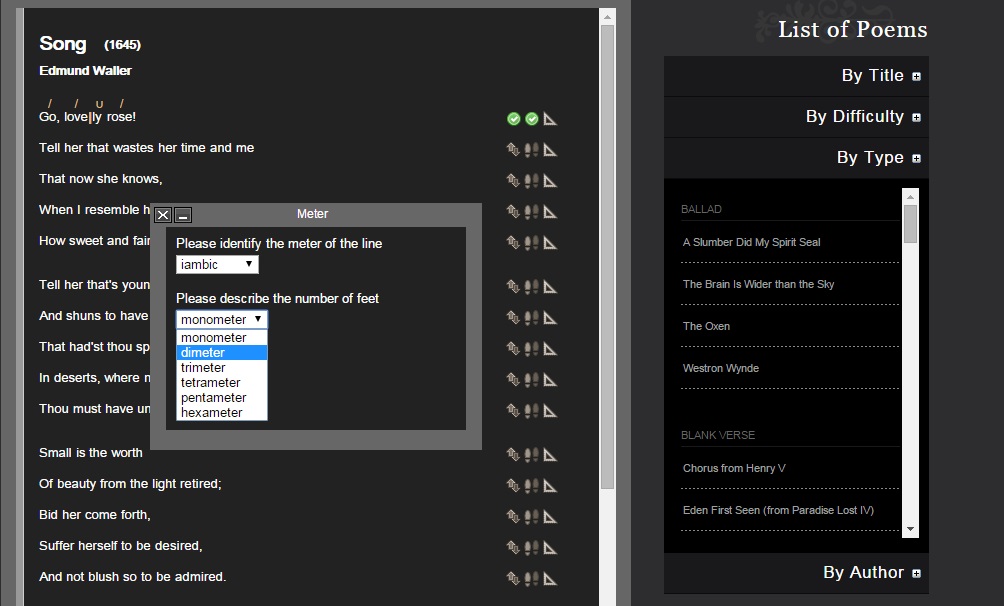 Song (1645)
Edmund Waller
/ / ᴗ /
Go, love|ly rose!
Tell her that wastes her time and me
That now she knows,
When I resemble h
How sweet and fair
Tell her that's youn
And shuns to have
That had'st thou sp
In deserts, where
Thou must have un
Small is the worth
Of beauty from the light retired;
Bid her come forth,
Suffer herself to be desired,
And not blush so to be admired.
Meter
Please identify the meter of the line
iambic
Please describe the number of feet
monometer
monometer
dimeter
trimeter
tetrameter
pentameter
hexameter
List of Poems
By Title
By Difficulty
By Type
BALLAD
A Slumber Did My Spirit Seal
The Brain Is Wider than the Sky
The Oxen
Westron Wynde
BLANK VERSE
Chorus from Henry V
Eden First Seen (from Paradise Lost IV)
By Author